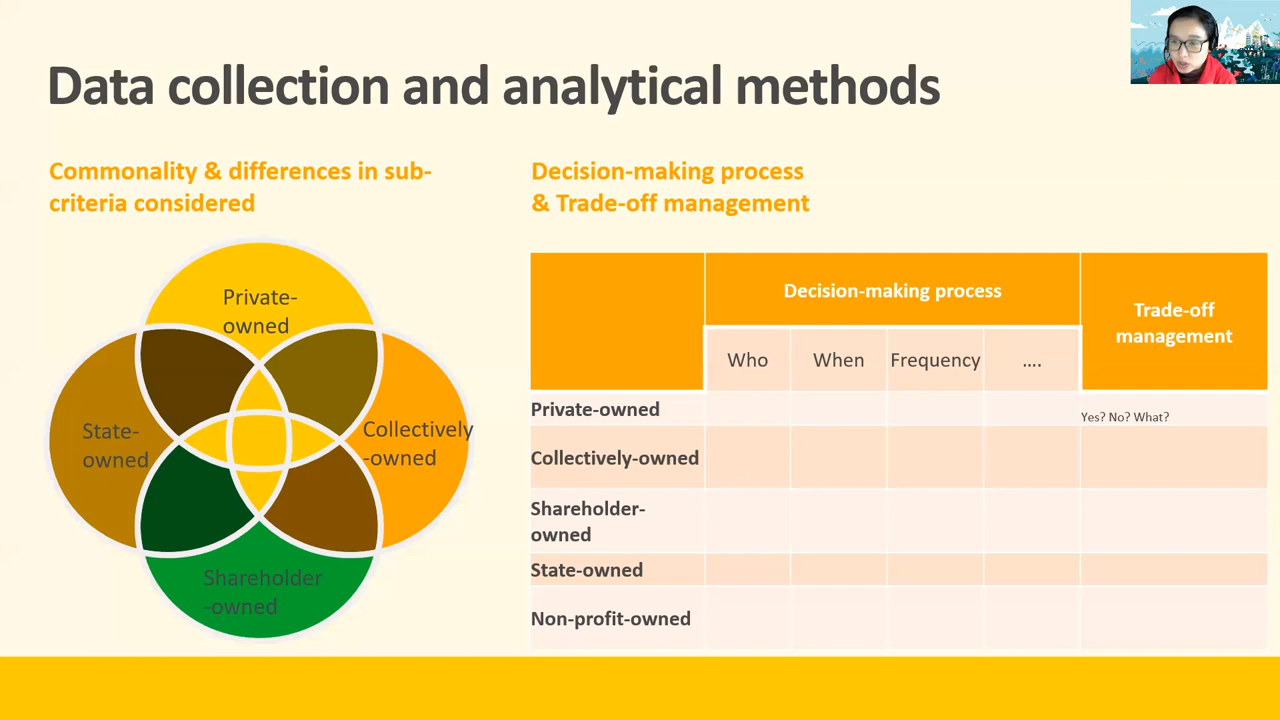 Data collection and analytical methods
Commonality & differences in sub-
criteria considered
Private-
owned
State-
owned
Collectively
-owned
Shareholder
-owned
Decision-making process
& Trade-off management
Decision-making process
Trade-off
management
Who
When
Frequency
....
Private-owned
Yes? No? What?
Collectively-owned
Shareholder-
owned
State-owned
Non-profit-owned